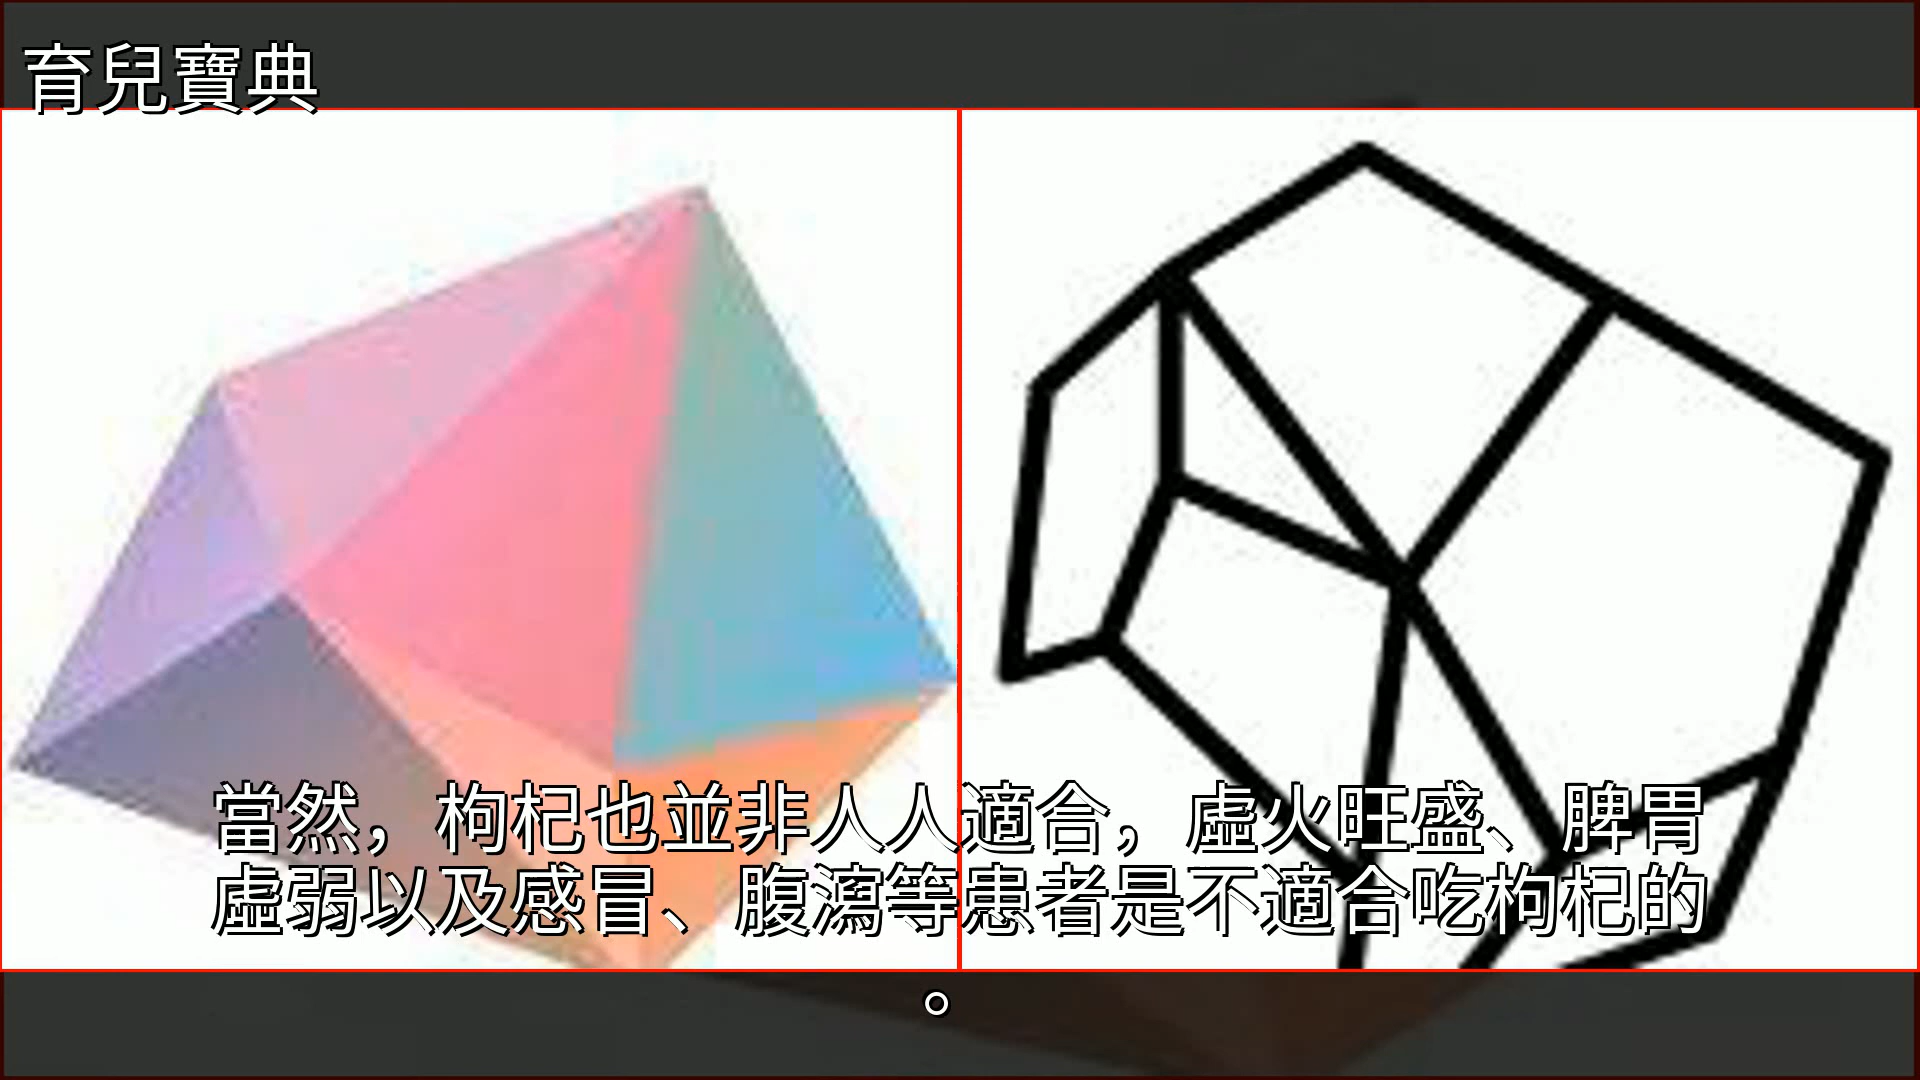 育兒寶典
當然，枸杞也並非人人適合，虛火旺盛、脾胃
虛弱以及感冒、腹瀉等患者是不適合吃枸杞的
。